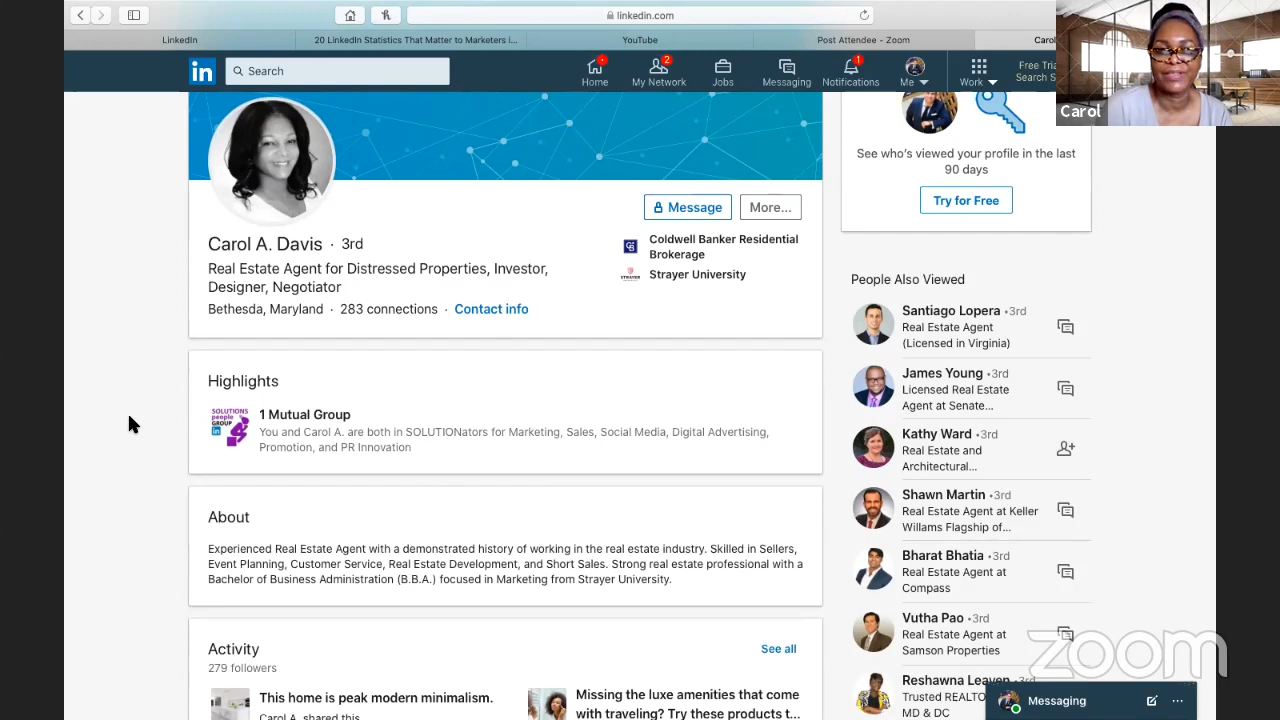 linkedin.com
LinkedIn
20 LinkedIn Statistics That Matter to Marketers i...
YouTube
Post Attendee - Zoom
Carol
Carol
in
Search
2
1
Home
My Network
Jobs
Messaging
Notifications
Me
Work
Free Tria
Search S
See who's viewed your profile in the last
90 days
Try for Free
Message
More...
Carol A. Davis · 3rd
Real Estate Agent for Distressed Properties, Investor,
Designer, Negotiator
Bethesda, Maryland · 283 connections · Contact info
Coldwell Banker Residential
Brokerage
Strayer University
Highlights
SOLUTIONS
people
GROUP
in
1 Mutual Group
You and Carol A. are both in SOLUTIONators for Marketing, Sales, Social Media, Digital Advertising,
Promotion, and PR Innovation
About
Experienced Real Estate Agent with a demonstrated history of working in the real estate industry. Skilled in Sellers,
Event Planning, Customer Service, Real Estate Development, and Short Sales. Strong real estate professional with a
Bachelor of Business Administration (B.B.A.) focused in Marketing from Strayer University.
Activity
See all
279 followers
This home is peak modern minimalism.
Carol A. shared this
Missing the luxe amenities that come
with traveling? Try these products t...
People Also Viewed
Santiago Lopera • 3rd
Real Estate Agent
(Licensed in Virginia)
James Young • 3rd
Licensed Real Estate
Agent at Senate...
Kathy Ward • 3rd
Real Estate and
Architectural...
Shawn Martin • 3rd
Real Estate Agent at Keller
Willams Flagship of...
Bharat Bhatia • 3rd
Real Estate Agent at
Compass
Vutha Pao • 3rd
Real Estate Agent at
Samson Properties
Reshawna Leaven • 3rd
Trusted REALTO
MD & DC
zoom
Messaging